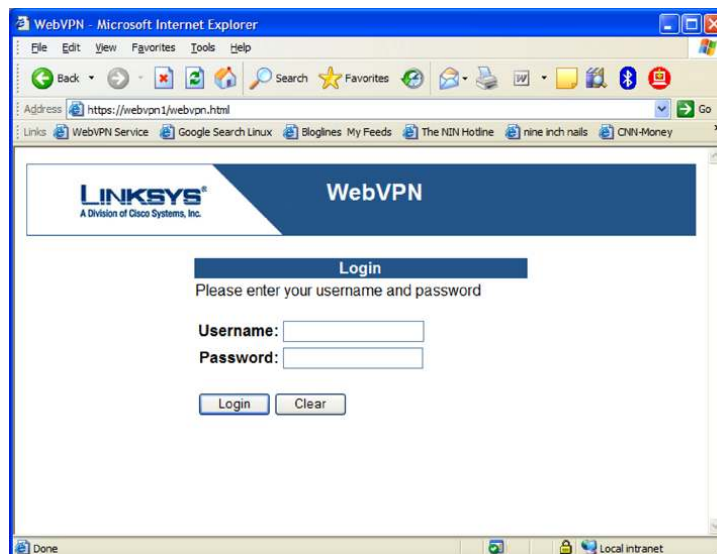 WebVPN - Microsoft Internet Explorer
File Edit View Favorites Tools Help
Back Search Favorites
Address https://webvpn1/webvpn.html Go
Links WebVPN Service Google Search Linux Bloglines My Feeds The NIN Hotline nine inch nails CNN-Money
LINKSYS®
A Division of Cisco Systems, Inc.
WebVPN
Login
Please enter your username and password
Username:
Password:
Login Clear
Done Local intranet